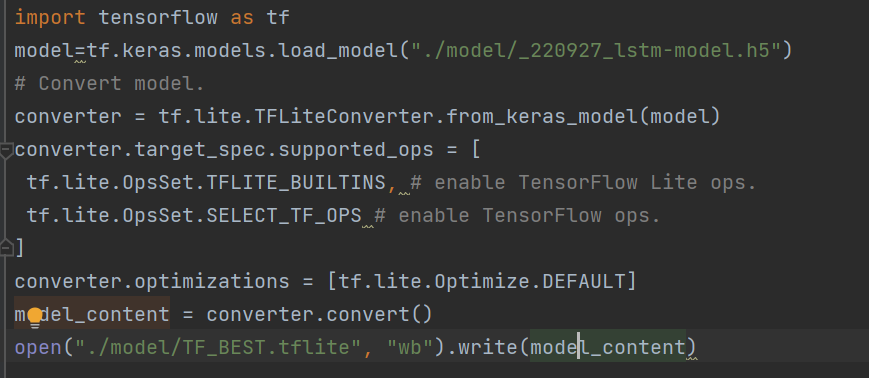 import tensorflow as tf
model=tf.keras.models.load_model("./model/_220927_lstm-model.h5")
# Convert model.
converter = tf.lite.TFLiteConverter.from_keras_model(model)
converter.target_spec.supported_ops = [
 tf.lite.OpsSet.TFLITE_BUILTINS, # enable TensorFlow Lite ops.
 tf.lite.OpsSet.SELECT_TF_OPS # enable TensorFlow ops.
]
converter.optimizations = [tf.lite.Optimize.DEFAULT]
model_content = converter.convert()
open("./model/TF_BEST.tflite", "wb").write(model_content)